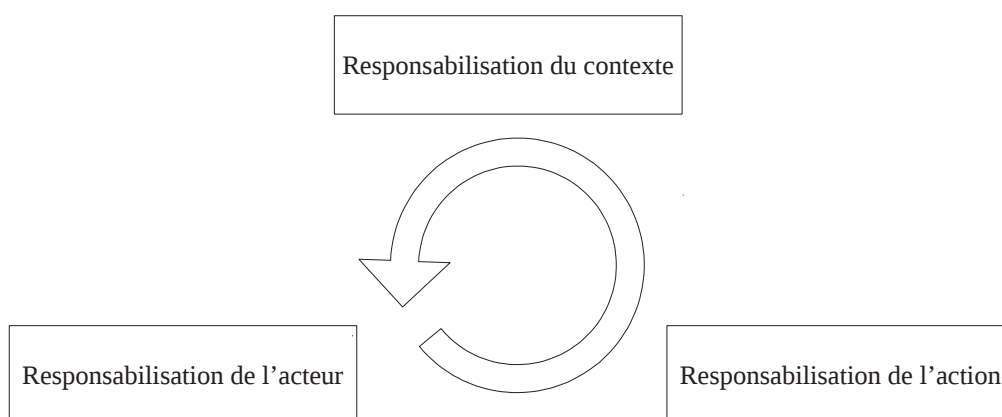 Responsabilisation du contexte
Responsabilisation de l’acteur
Responsabilisation de l’action